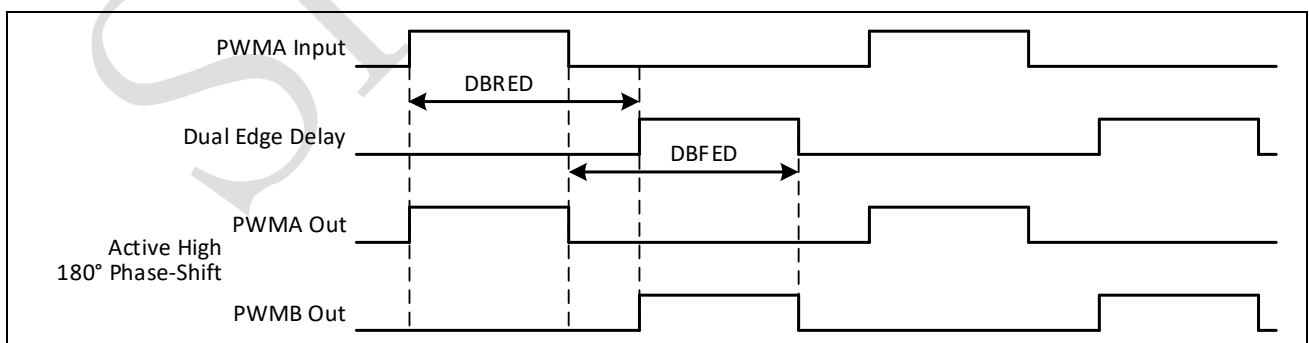 PWMA Input
DBRED
Dual Edge Delay
DBFED
PWMA Out
Active High
180° Phase-Shift
PWMB Out